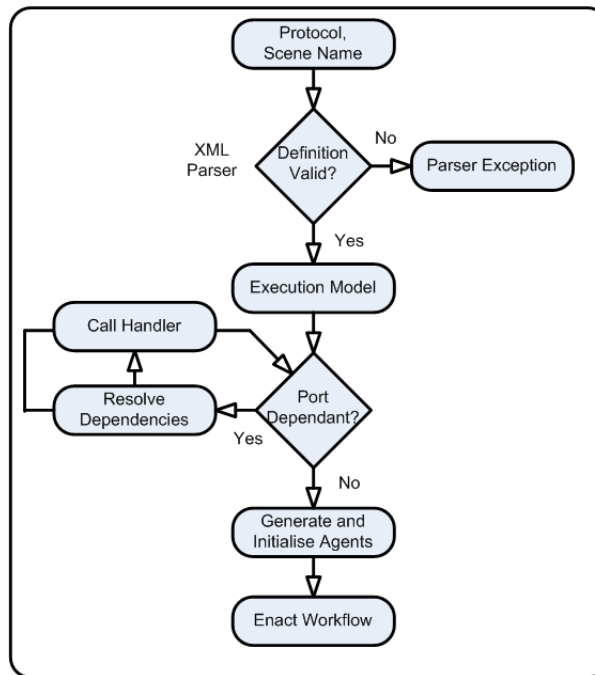 Protocol,
Scene Name
XML
Parser
Definition
Valid?
No
Parser Exception
Yes
Execution Model
Call Handler
Resolve
Dependencies
Port
Dependant?
Yes
No
Generate and
Initialise Agents
Enact Workflow